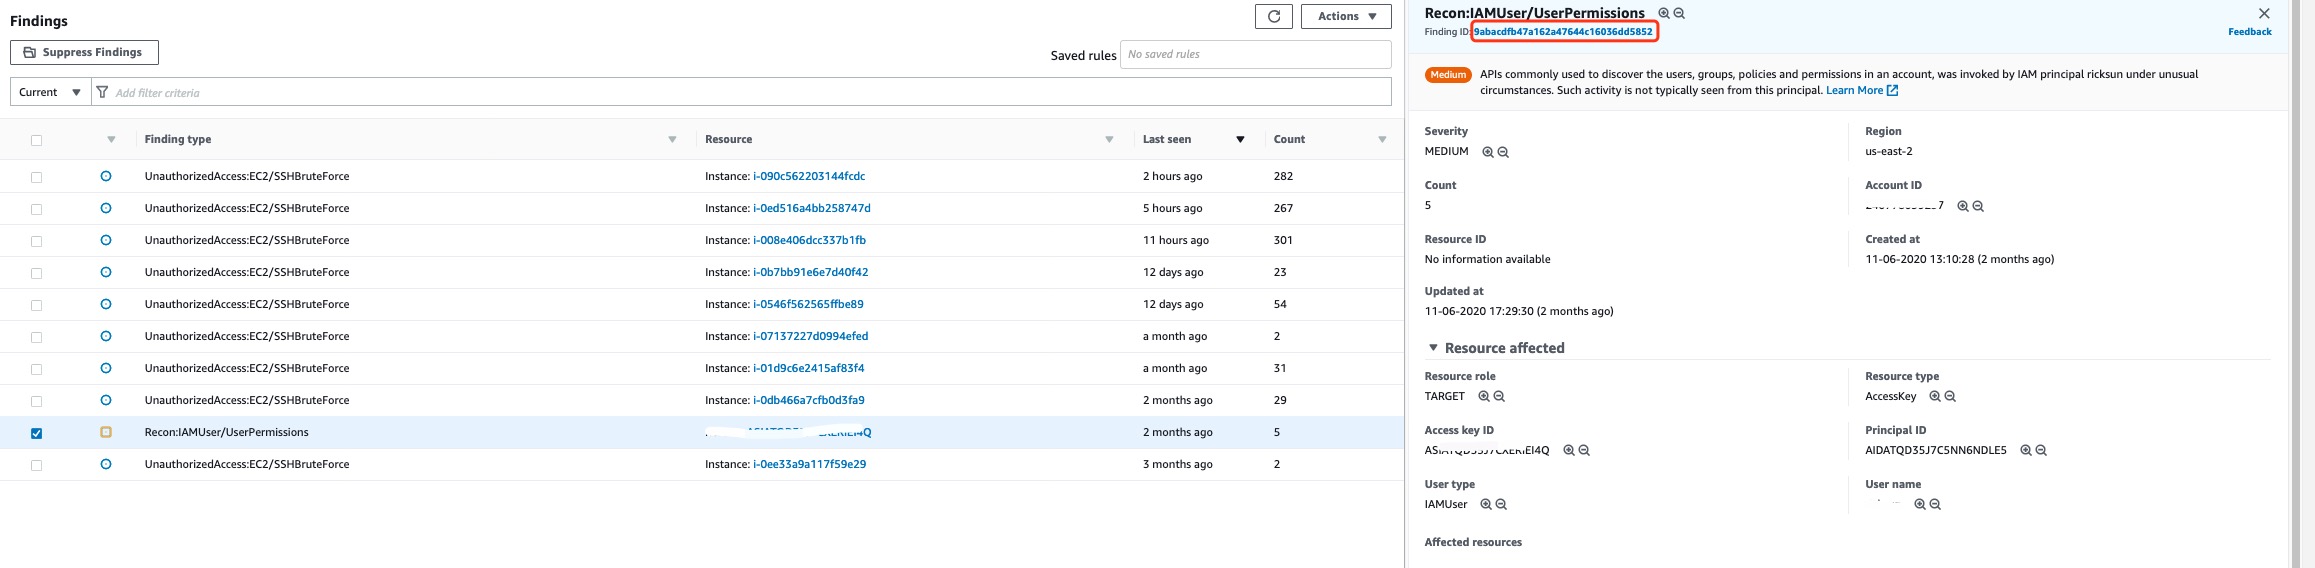 Findings
Actions
Suppress Findings
Saved rules No saved rules
Current Add filter criteria
Finding type Resource Last seen Count
UnauthorizedAccess:EC2/SSHBruteForce Instance: i-090c562203144fcdc 2 hours ago 282
UnauthorizedAccess:EC2/SSHBruteForce Instance: i-0ed516a4bb258747d 5 hours ago 267
UnauthorizedAccess:EC2/SSHBruteForce Instance: i-008e406dcc337b1fb 11 hours ago 301
UnauthorizedAccess:EC2/SSHBruteForce Instance: i-0b7bb91e6e7d40f42 12 days ago 23
UnauthorizedAccess:EC2/SSHBruteForce Instance: i-0546f562565ffbe89 12 days ago 54
UnauthorizedAccess:EC2/SSHBruteForce Instance: i-07137227d0994efed a month ago 2
UnauthorizedAccess:EC2/SSHBruteForce Instance: i-01d9c6e2415af83f4 a month ago 31
UnauthorizedAccess:EC2/SSHBruteForce Instance: i-0db466a7cfb0d3fa9 2 months ago 29
Recon:IAMUser/UserPermissions 2 months ago 5
UnauthorizedAccess:EC2/SSHBruteForce Instance: i-0ee33a9a117f59e29 3 months ago 2
Recon:IAMUser/UserPermissions
Finding ID: 9abacdfb47a162a47644c16036dd5852 Feedback
Medium APIs commonly used to discover the users, groups, policies and permissions in an account, was invoked by IAM principal ricksun under unusual
circumstances. Such activity is not typically seen from this principal. Learn More
Severity Region
MEDIUM us-east-2
Count Account ID
5
Resource ID Created at
No information available 11-06-2020 13:10:28 (2 months ago)
Updated at
11-06-2020 17:29:30 (2 months ago)
Resource affected
Resource role Resource type
TARGET AccessKey
Access key ID Principal ID
AIDATQD35J7C5NN6NDLE5
User type User name
IAMUser
Affected resources